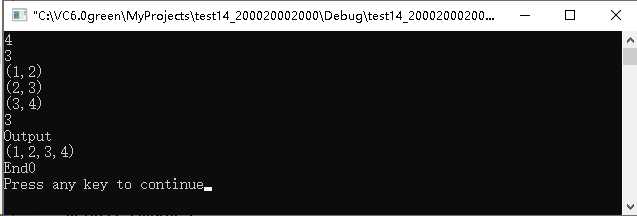 "C:\VC6.0green\MyProjects\test14_200020002000\Debug\test14_20002000200...
4
3
(1,2)
(2,3)
(3,4)
3
Output
(1,2,3,4)
End0
Press any key to continue